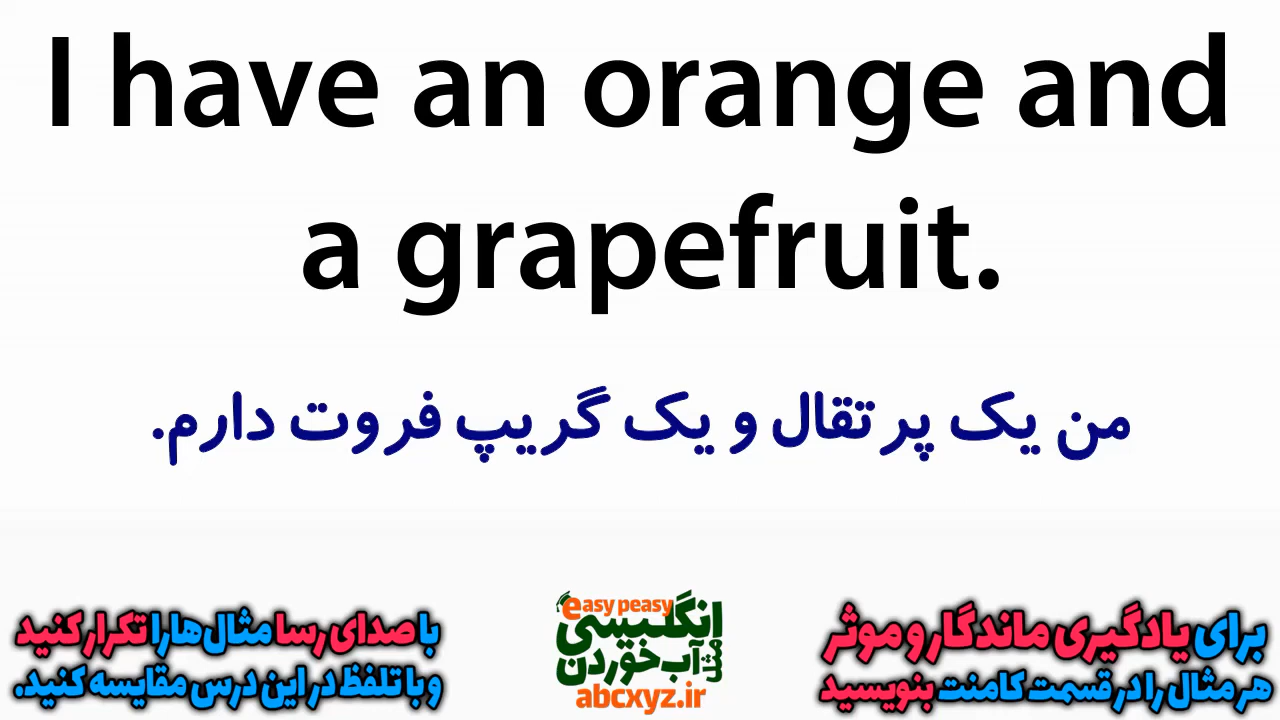 I have an orange and
a grapefruit.
من یک پرتقال و یک گریپ فروت دارم.
برای یادگیری ماندگار و موثر
هر مثال را در قسمت کامنت بنویسید
easy peasy
انگلیسی
مثل آب خوردن
abcxyz.ir
با صدای رسا مثال‌ها را تکرار کنید
و با تلفظ در این درس مقایسه کنید.